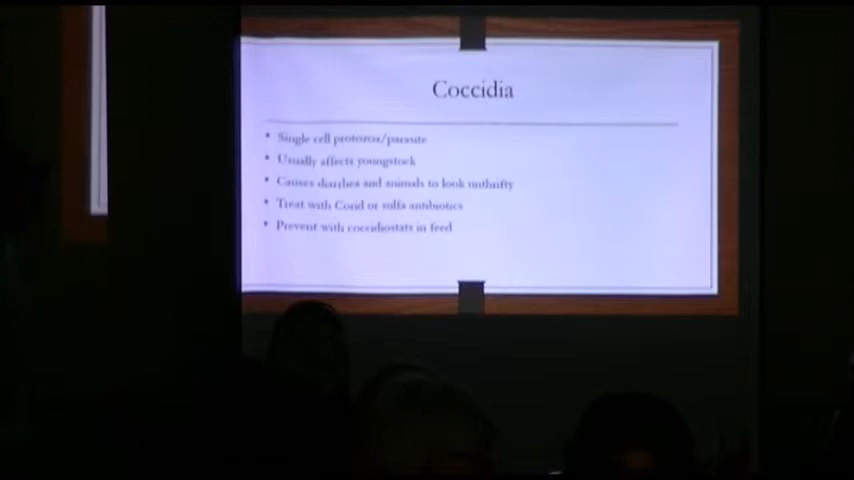 Coccidia
• Single cell protozoa/parasite
• Usually affects youngstock
• Causes diarrhea and animals to look unthrifty
• Treat with Corid or sulfa antibiotics
• Prevent with coccidiostats in feed